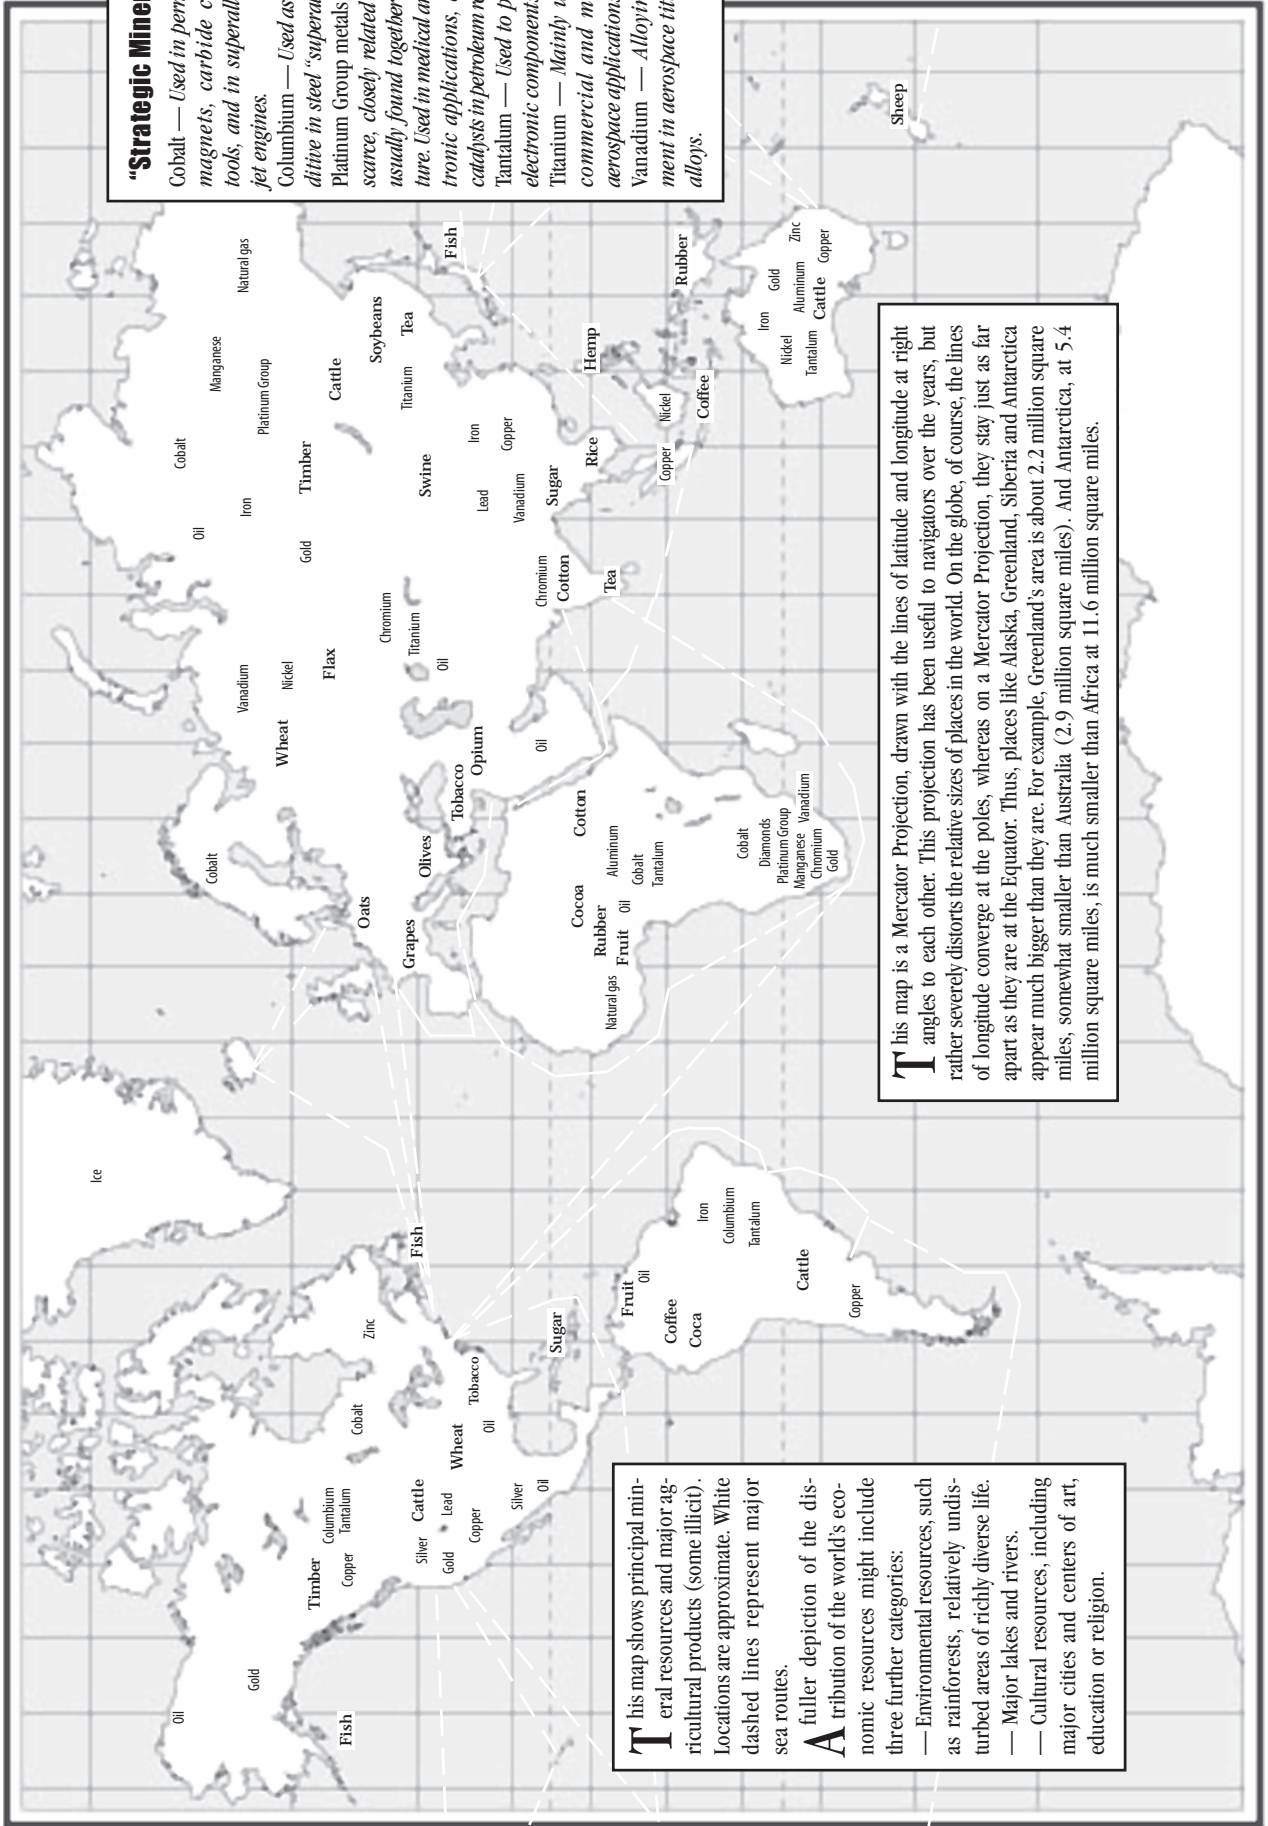 Oil
Gold
Fish
Timber
Copper
Columbium
Tantalum
Cobalt
Zinc
Silver
Gold
Cattle
Lead
Copper
Wheat
Tobacco
Oil
Silver
Oil
Fish
Ice
Sugar
Fruit
Oil
Coffee
Coca
Iron
Columbium
Tantalum
Cattle
Copper
Cobalt
Oats
Grapes
Olives
Tobacco
Opium
Wheat
Vanadium
Nickel
Flax
Oil
Cobalt
Manganese
Natural gas
Iron
Platinum Group
Gold
Timber
Cattle
Chromium
Titanium
Oil
Soybeans
Tea
Titanium
Swine
Iron
Lead
Copper
Vanadium
Sugar
Rice
Chromium
Cotton
Tea
Fish
Hemp
Oil
Cotton
Cocoa
Rubber
Fruit
Oil
Natural gas
Aluminum
Cobalt
Tantalum
Cobalt
Diamonds
Platinum Group
Manganese
Vanadium
Chromium
Gold
Copper
Nickel
Coffee
Rubber
Iron
Gold
Zinc
Nickel
Aluminum
Copper
Tantalum
Cattle
Sheep
This map shows principal min-
eral resources and major ag-
ricultural products (some illicit).
Locations are approximate. White
dashed lines represent major
sea routes.
A fuller depiction of the dis-
tribution of the world's eco-
nomic resources might include
three further categories:
— Environmental resources, such
as rainforests, relatively undis-
turbed areas of richly diverse life.
— Major lakes and rivers.
— Cultural resources, including
major cities and centers of art,
education or religion.
This map is a Mercator Projection, drawn with the lines of latitude and longitude at right
angles to each other. This projection has been useful to navigators over the years, but
rather severely distorts the relative sizes of places in the world. On the globe, of course, the lines
of longitude converge at the poles, whereas on a Mercator Projection, they stay just as far
apart as they are at the Equator. Thus, places like Alaska, Greenland, Siberia and Antarctica
appear much bigger than they are. For example, Greenland's area is about 2.2 million square
miles, somewhat smaller than Australia (2.9 million square miles). And Antarctica, at 5.4
million square miles, is much smaller than Africa at 11.6 million square miles.
"Strategic Miner
Cobalt — Used in perm
magnets, carbide c
tools, and in superall
jet engines.
Columbium — Used as
ditive in steel "supera
Platinum Group metals
scarce, closely related
usually found together
ture. Used in medical an
tronic applications,
catalysts in petroleum re
Tantalum — Used to p
electronic components
Titanium — Mainly u
commercial and m
aerospace applications
Vanadium — Alloyin
ment in aerospace tit
alloys.